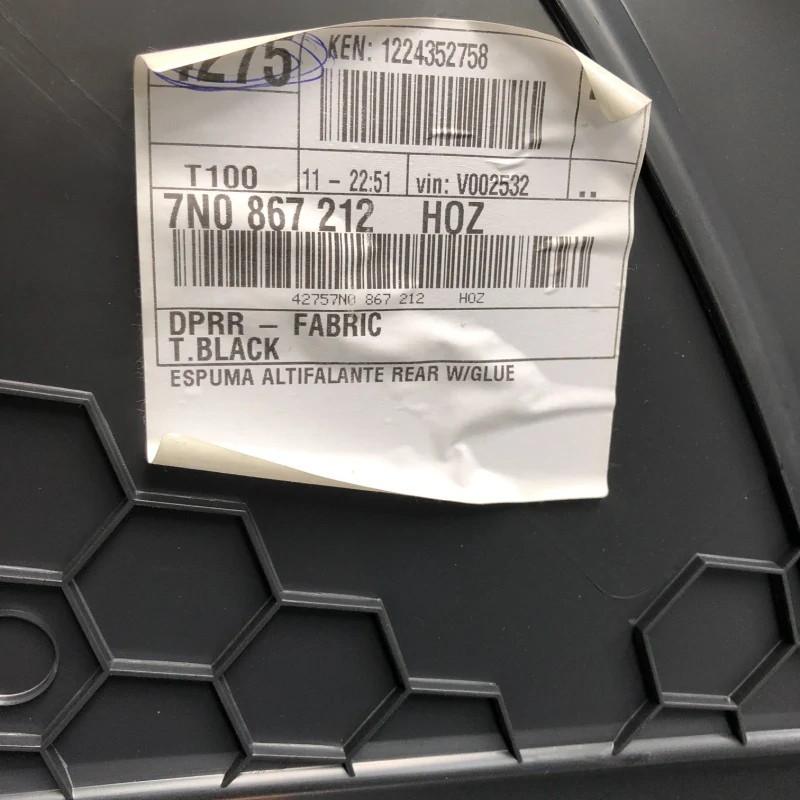 4275 KEN: 1224352758
T100 11 - 22:51 vin: V002532
7N0 867 212 HOZ
42757N0 867 212 HOZ
DPRR - FABRIC
T.BLACK
ESPUMA ALTIFALANTE REAR W/GLUE